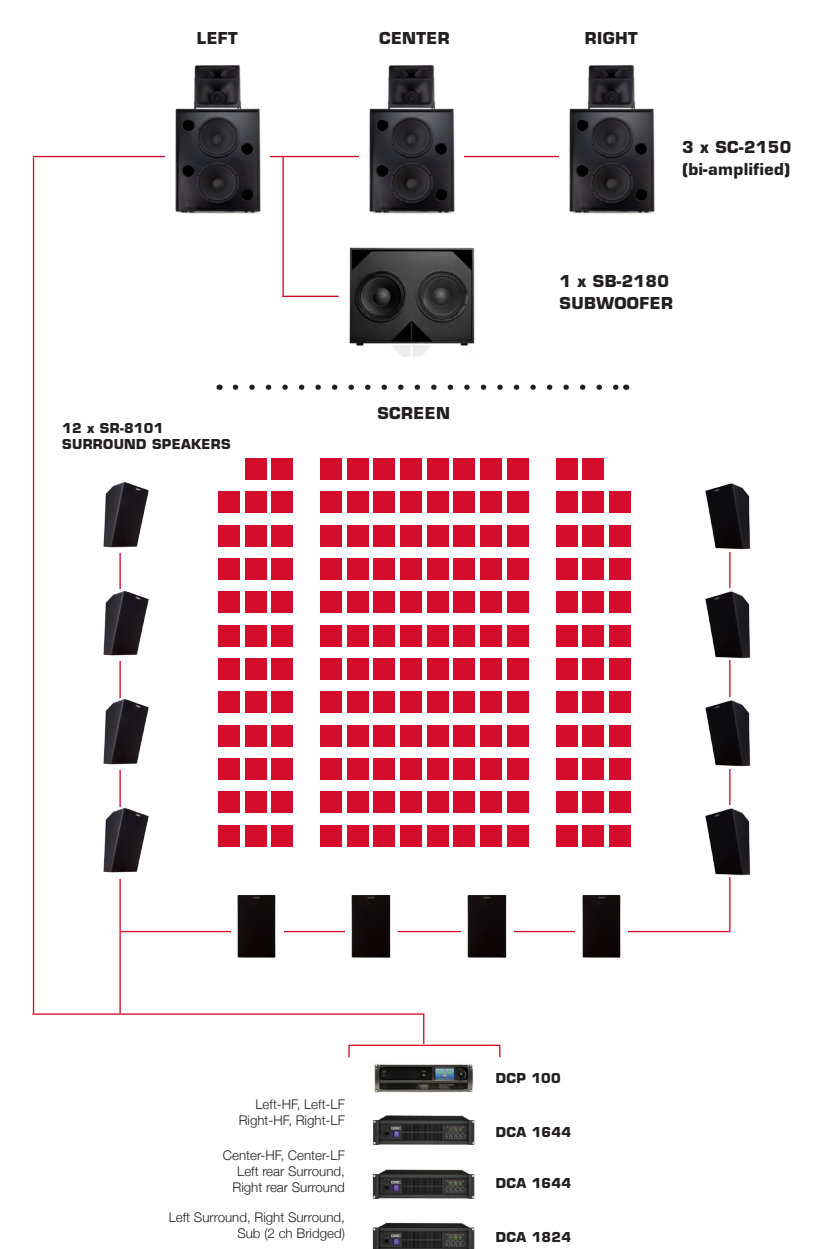 LEFT
CENTER
RIGHT
3 x SC-2150
(bi-amplified)
1 x SB-2180
SUBWOOFER
SCREEN
12 x SR-8101
SURROUND SPEAKERS
DCP 100
Left-HF, Left-LF
Right-HF, Right-LF
DCA 1644
Center-HF, Center-LF
Left rear Surround,
Right rear Surround
DCA 1644
Left Surround, Right Surround,
Sub (2 ch Bridged)
DCA 1824